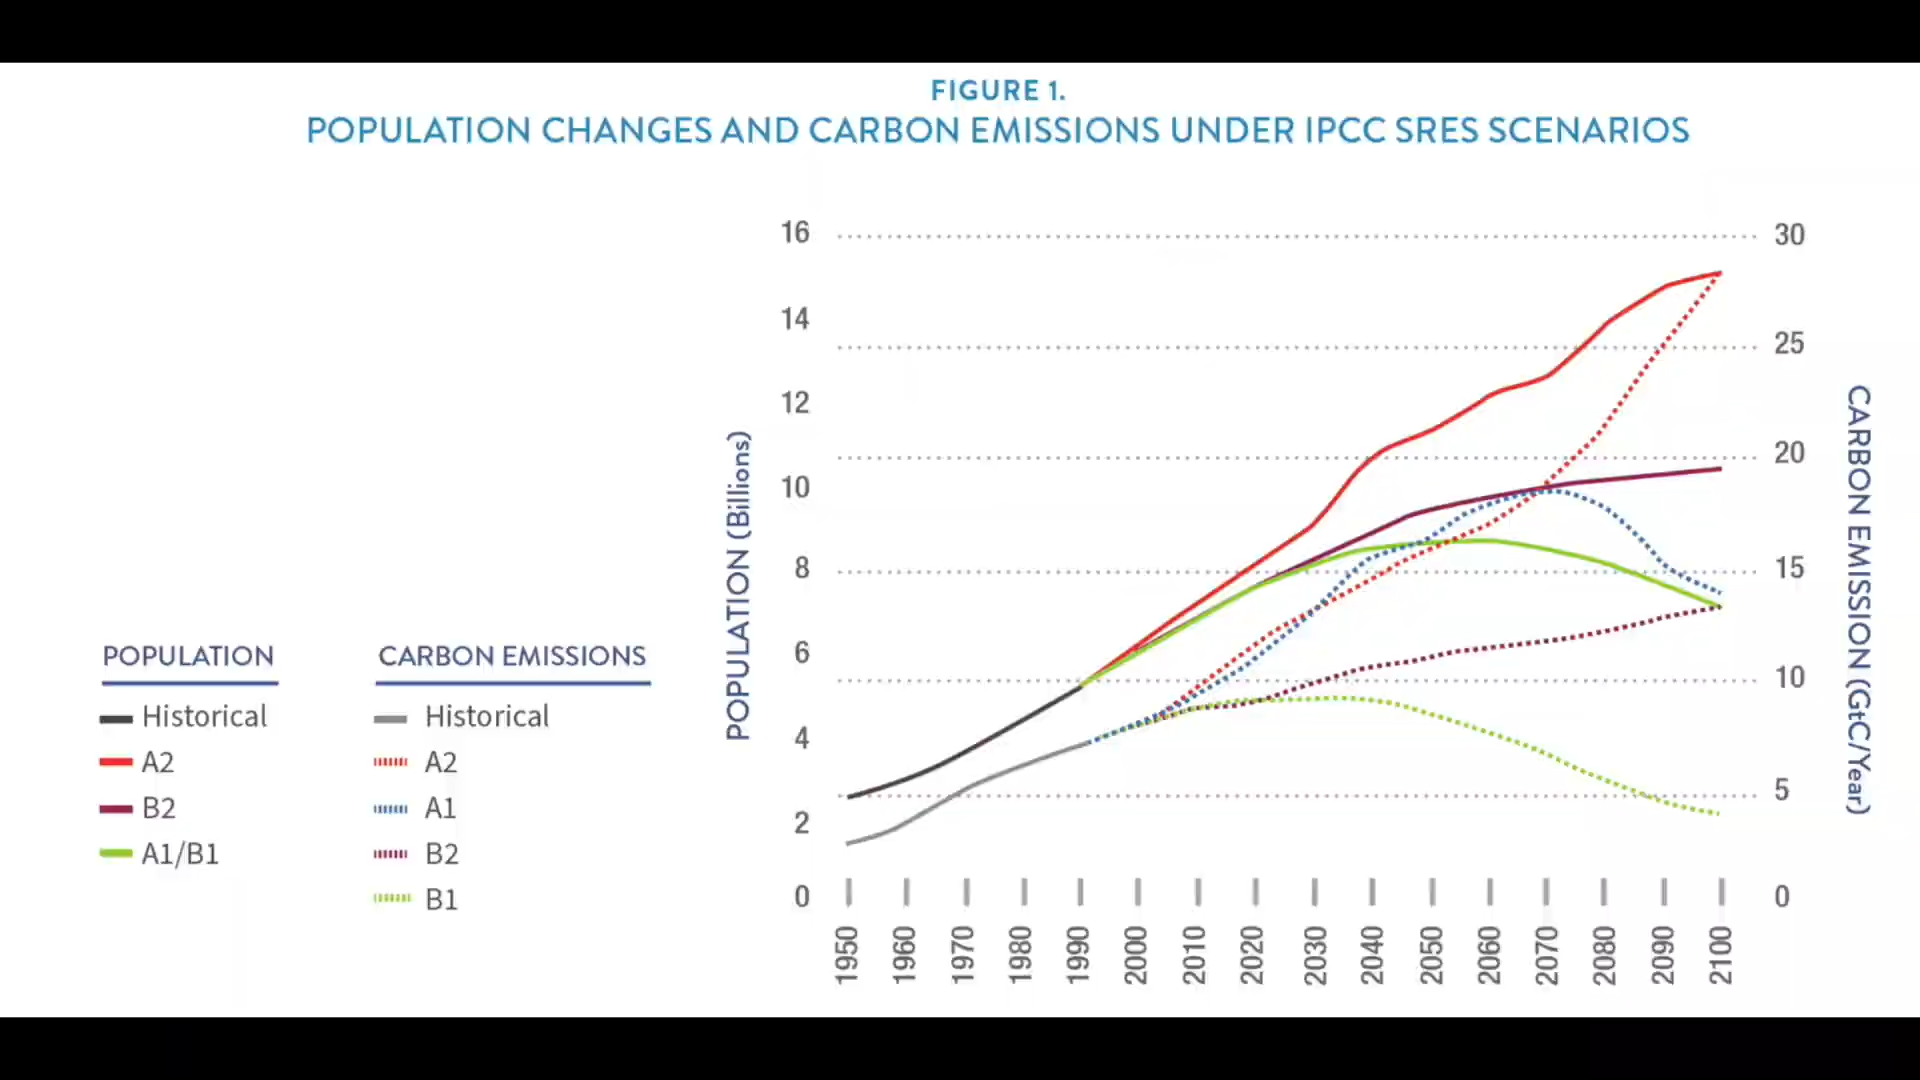 FIGURE 1.
POPULATION CHANGES AND CARBON EMISSIONS UNDER IPCC SRES SCENARIOS
POPULATION
Historical
A2
B2
A1/B1
CARBON EMISSIONS
Historical
A2
A1
B2
B1
POPULATION (Billions)
16
14
12
10
8
6
4
2
0
30
25
20
15
10
5
0
CARBON EMISSION (GtC/Year)
1950
1960
1970
1980
1990
2000
2010
2020
2030
2040
2050
2060
2070
2080
2090
2100